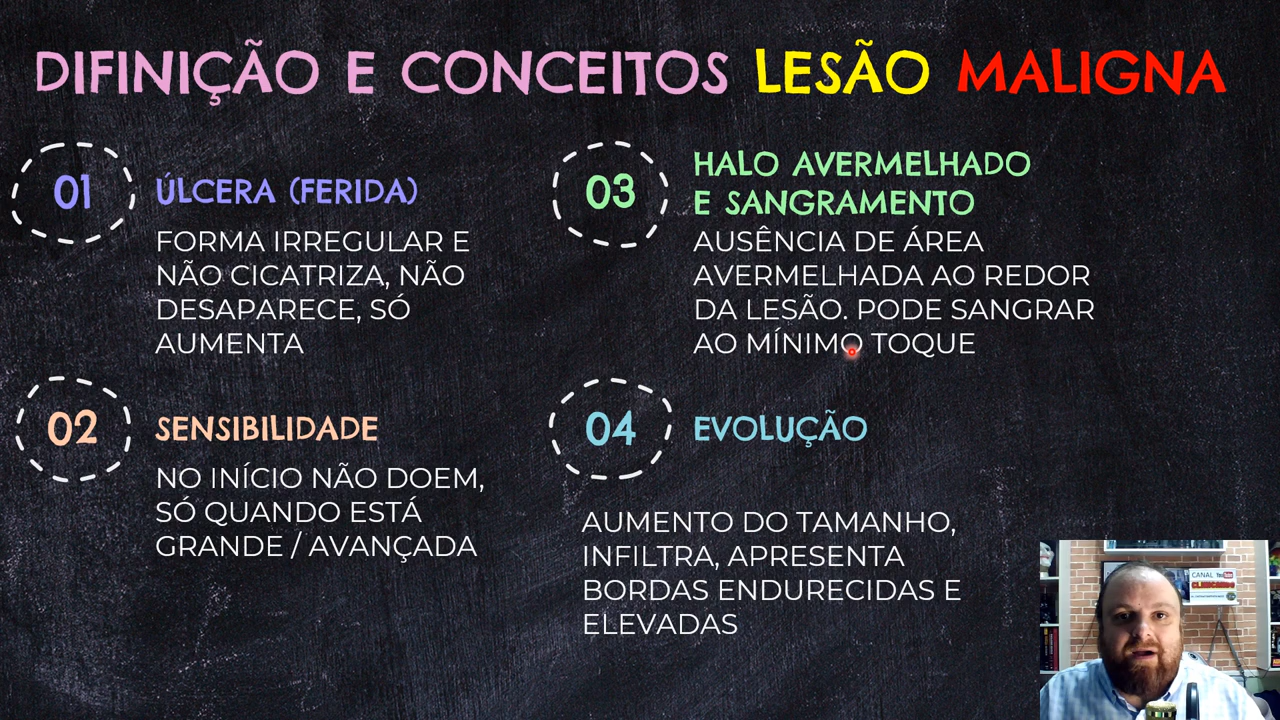 DIFINIÇÃO E CONCEITOS LESÃO MALIGNA
01
ÚLCERA (FERIDA)
FORMA IRREGULAR E
NÃO CICATRIZA, NÃO
DESAPARECE, SÓ
AUMENTA
02
SENSIBILIDADE
NO INÍCIO NÃO DOEM,
SÓ QUANDO ESTÁ
GRANDE / AVANÇADA
03
HALO AVERMELHADO
E SANGRAMENTO
AUSÊNCIA DE ÁREA
AVERMELHADA AO REDOR
DA LESÃO. PODE SANGRAR
AO MÍNIMO TOQUE
04
EVOLUÇÃO
AUMENTO DO TAMANHO,
INFILTRA, APRESENTA
BORDAS ENDURECIDAS E
ELEVADAS
CANAL YouTube